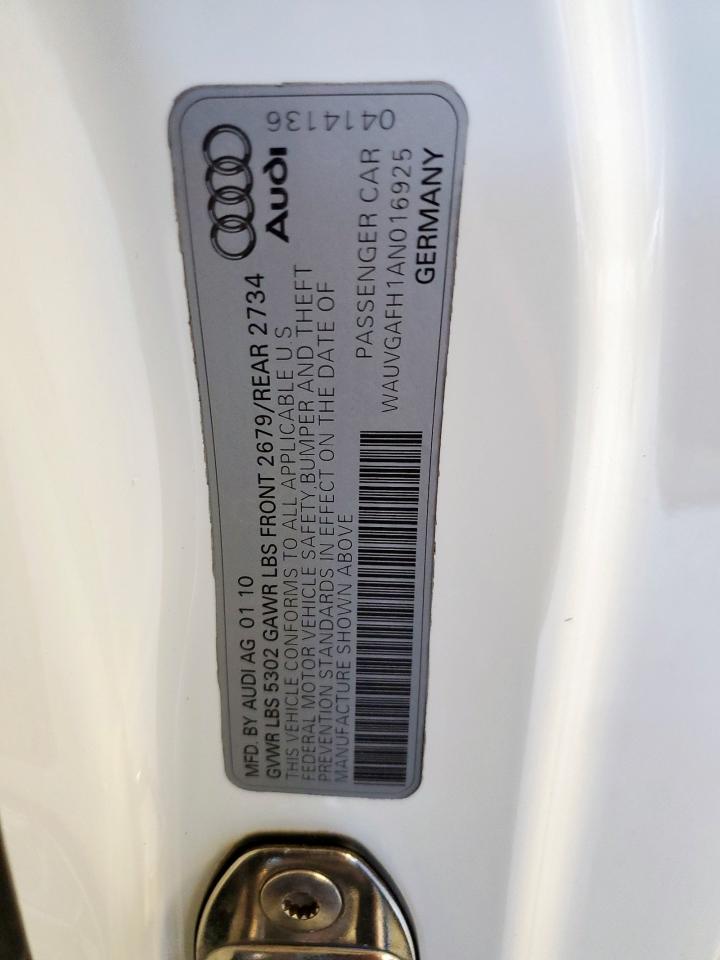 MFD. BY AUDI AG 01 10
GVWR LBS 5302 GAWR LBS FRONT 2679/REAR 2734
THIS VEHICLE CONFORMS TO ALL APPLICABLE U.S
FEDERAL MOTOR VEHICLE SAFETY,BUMPER AND THEFT
PREVENTION STANDARDS IN EFFECT ON THE DATE OF
MANUFACTURE SHOWN ABOVE
PASSENGER CAR
WAUVGAFH1AN016925
GERMANY
Audi
0414136